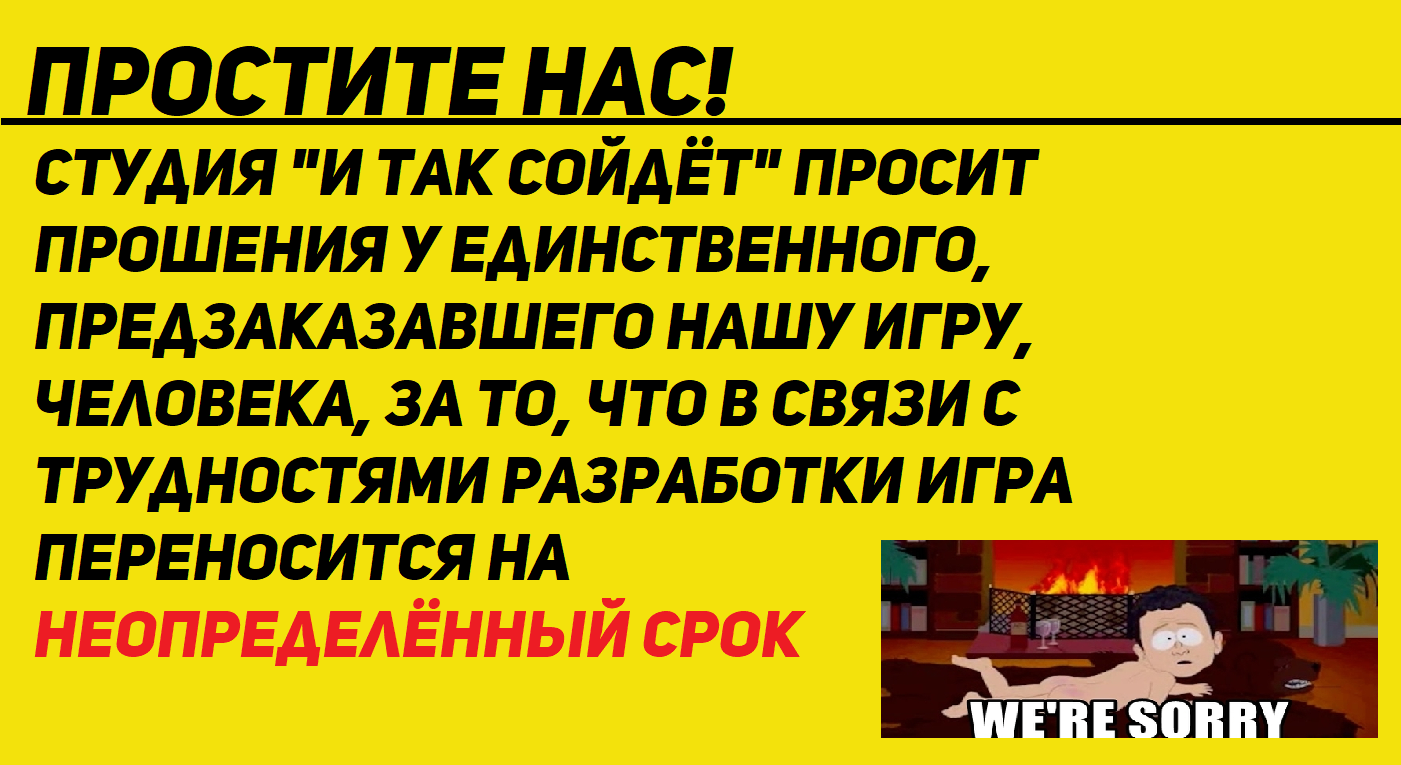 ПРОСТИТЕ НАС!
СТУДИЯ "И ТАК СОЙДЁТ" ПРОСИТ
ПРОШЕНИЯ У ЕДИНСТВЕННОГО,
ПРЕДЗАКАЗАВШЕГО НАШУ ИГРУ,
ЧЕЛОВЕКА, ЗА ТО, ЧТО В СВЯЗИ С
ТРУДНОСТЯМИ РАЗРАБОТКИ ИГРА
ПЕРЕНОСИТСЯ НА
НЕОПРЕДЕЛЁННЫЙ СРОК
WE'RE SORRY